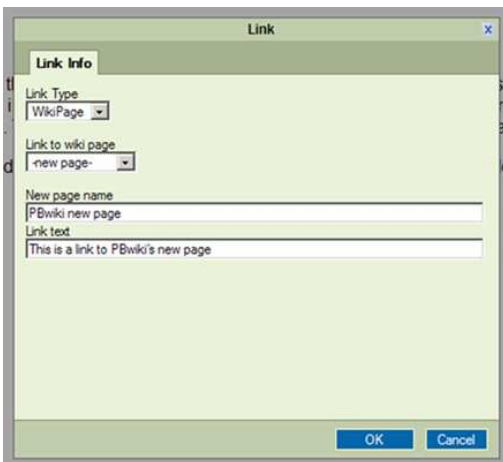 Link x
Link Info
Link Type
WikiPage
Link to wiki page
-new page-
New page name
PBwiki new page
Link text
This is a link to PBwiki's new page
OK Cancel